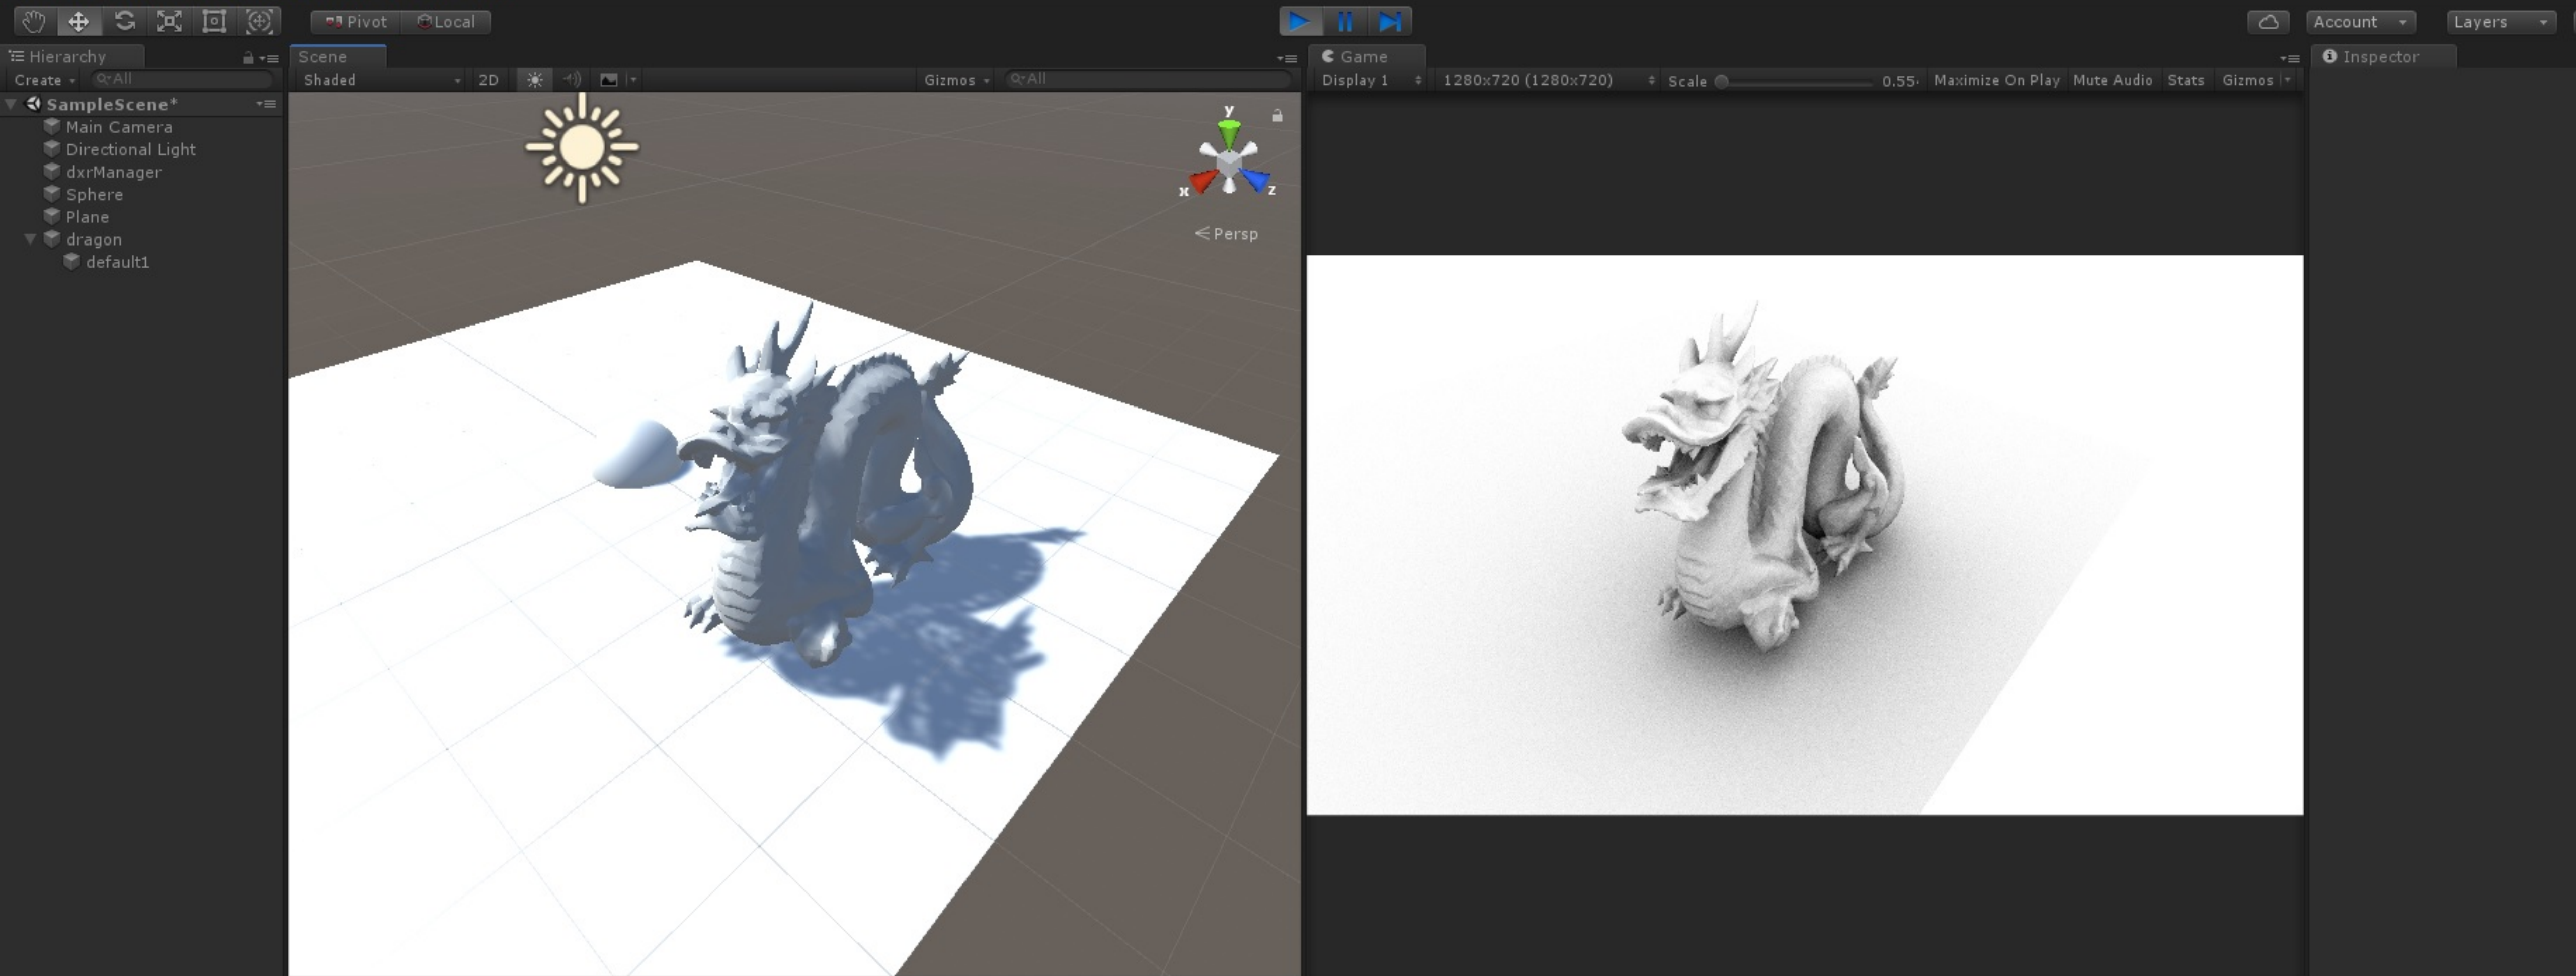 Pivot Local Account Layers
Hierarchy Scene Game Inspector
Create All Shaded 2D Gizmos All Display 1 1280x720 (1280x720) Scale 0.55 Maximize On Play Mute Audio Stats Gizmos
SampleScene*
Main Camera
Directional Light
dxrManager
Sphere
Plane
dragon
default1
y
x z
Persp